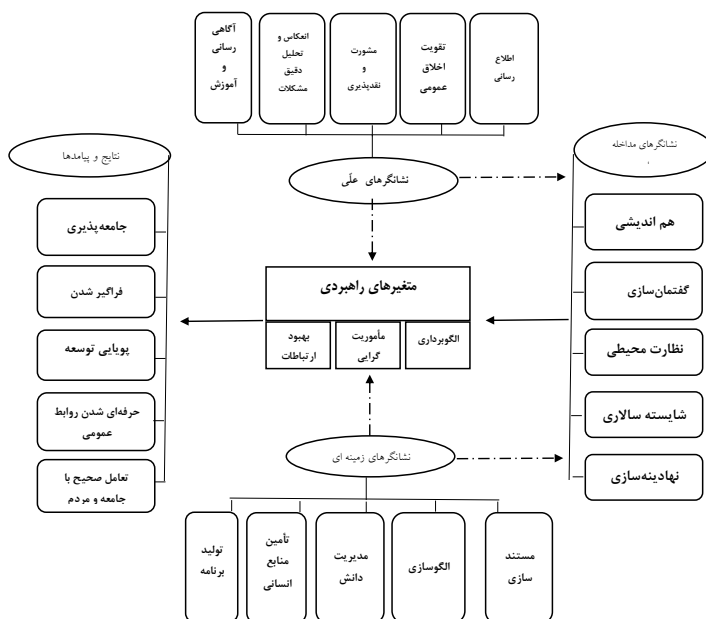 اطلاع
رسانی
تقویت
اخلاق
عمومی
مشورت
و
نقدپذیری
انعکاس و
تحلیل
دقیق
مشکلات
آگاهی
رسانی
و
آموزش
نشانگرهای مداخله
نشانگرهای علّی
نتایج و پیامدها
هم اندیشی
گفتمان‌سازی
نظارت محیطی
شایسته سالاری
نهادینه‌سازی
متغیرهای راهبردی
الگوبرداری
مأموریت
گرایی
بهبود
ارتباطات
جامعه‌پذیری
فراگیر شدن
پویایی توسعه
حرفه‌ای شدن روابط
عمومی
تعامل صحیح با
جامعه و مردم
نشانگرهای زمینه ای
مستند
سازی
الگوسازی
مدیریت
دانش
تأمین
منابع
انسانی
تولید
برنامه